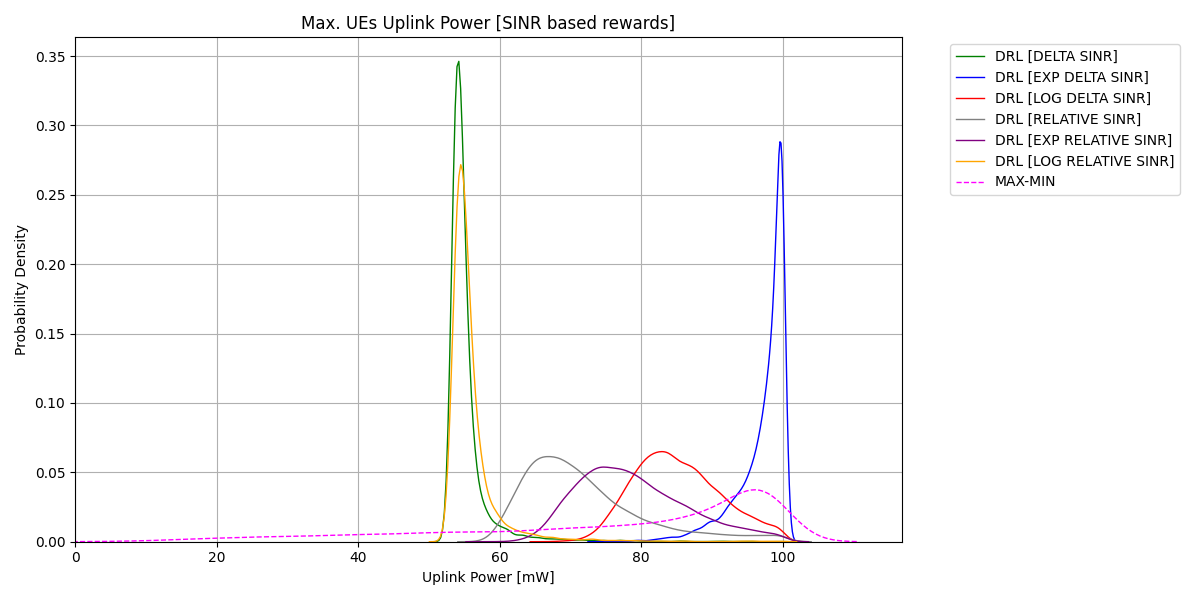 Max. UEs Uplink Power [SINR based rewards]
Probability Density
0.35
0.30
0.25
0.20
0.15
0.10
0.05
0.00
0 20 40 60 80 100
Uplink Power [mW]
DRL [DELTA SINR]
DRL [EXP DELTA SINR]
DRL [LOG DELTA SINR]
DRL [RELATIVE SINR]
DRL [EXP RELATIVE SINR]
DRL [LOG RELATIVE SINR]
MAX-MIN